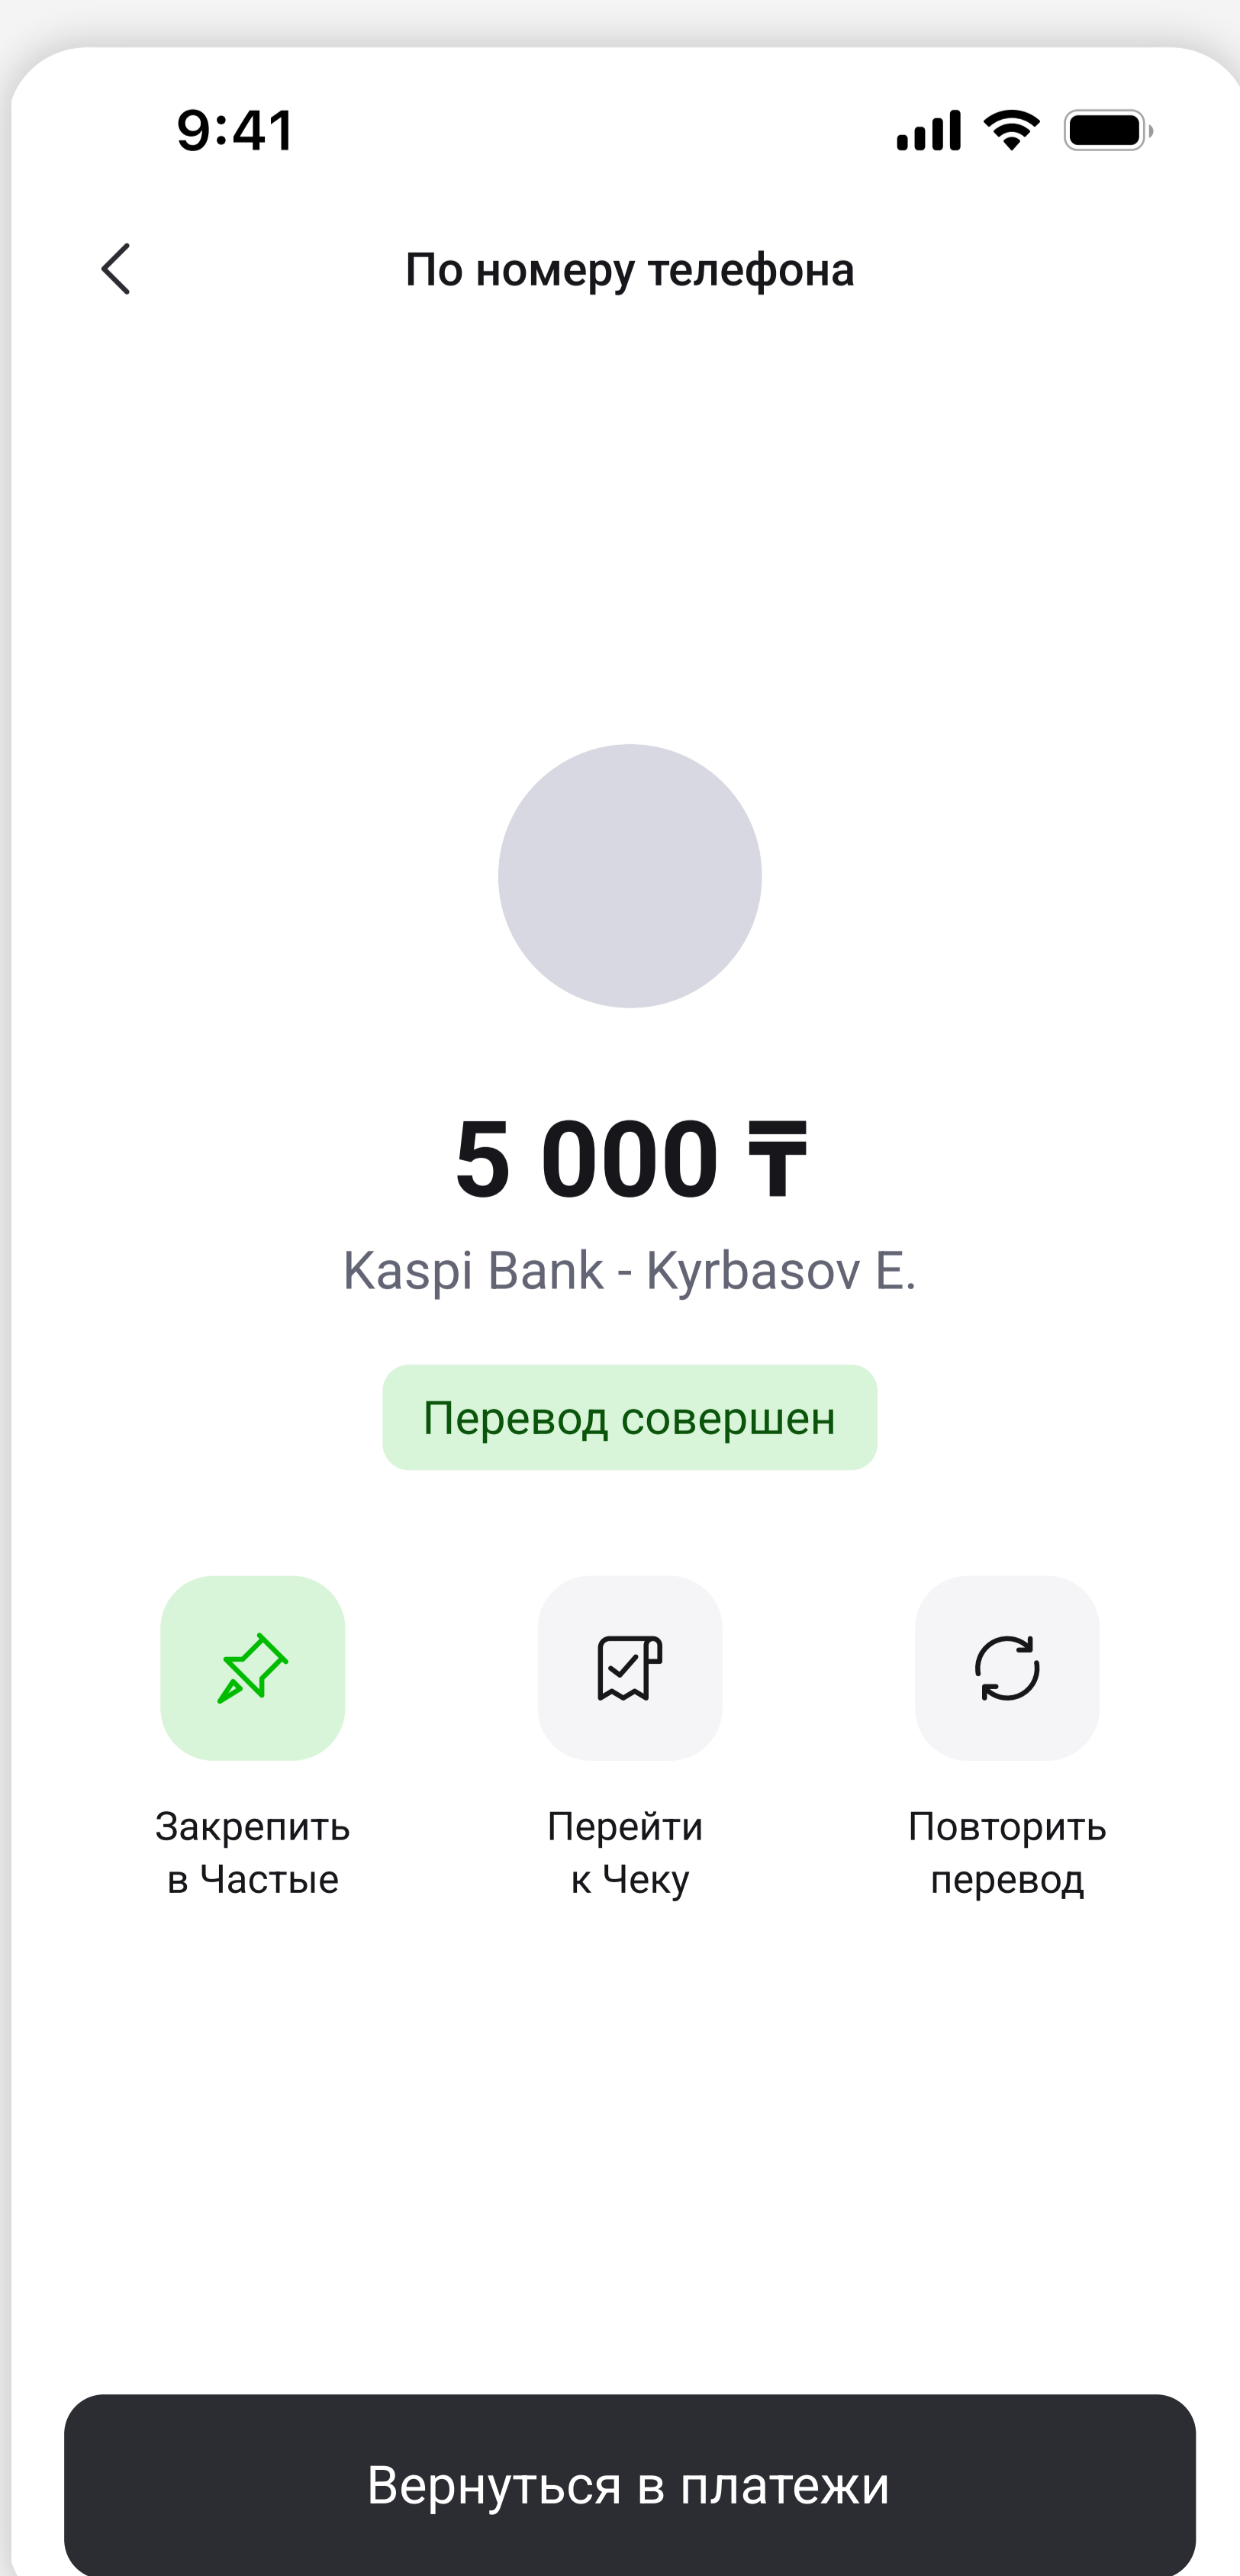 9:41
По номеру телефона
5 000 ₸
Kaspi Bank - Kyrbasov E.
Перевод совершен
Закрепить
в Частые
Перейти
к Чеку
Повторить
перевод
Вернуться в платежи